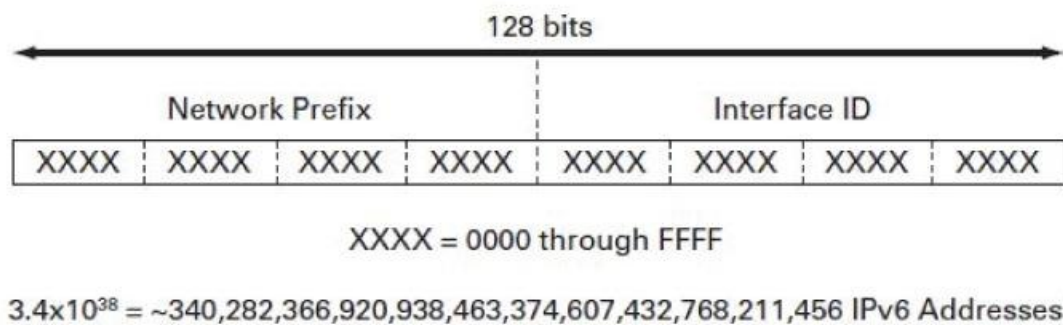 128 bits
Network Prefix Interface ID
XXXX XXXX XXXX XXXX XXXX XXXX XXXX XXXX
XXXX = 0000 through FFFF
3.4x10³⁸ = ~340,282,366,920,938,463,374,607,432,768,211,456 IPv6 Addresses